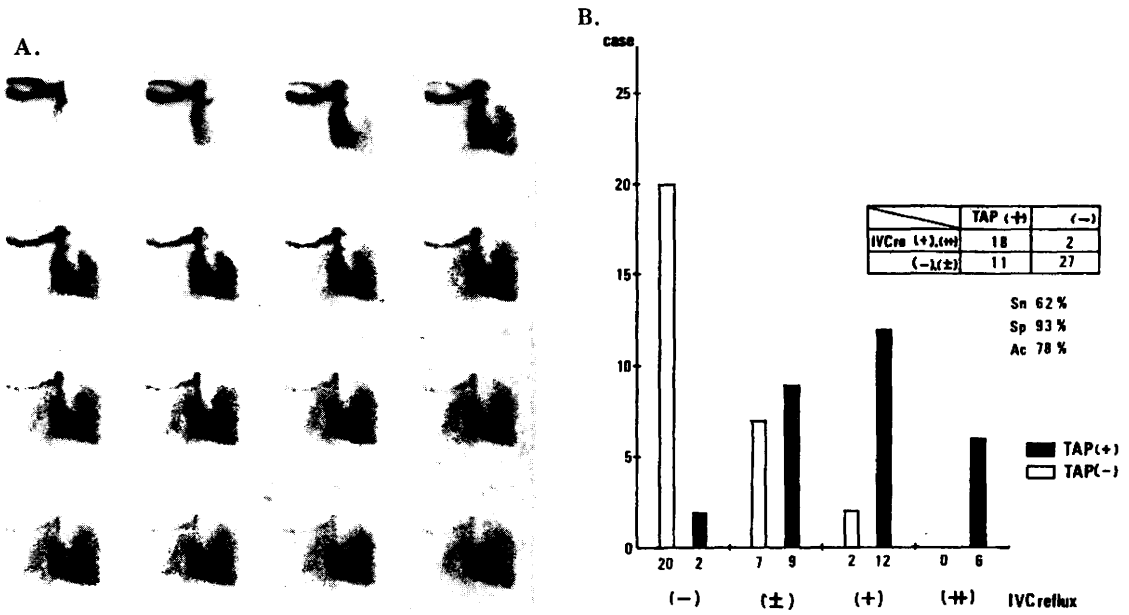 A.
B.
case
25
20
15
10
5
0
TAP (+) (−)
IVCre (+),(++) 18 2
(−),(±) 11 27
Sn 62 %
Sp 93 %
Ac 78 %
TAP(+)
TAP(−)
20 2 7 9 2 12 0 6
(−) (±) (+) (++) IVC reflux